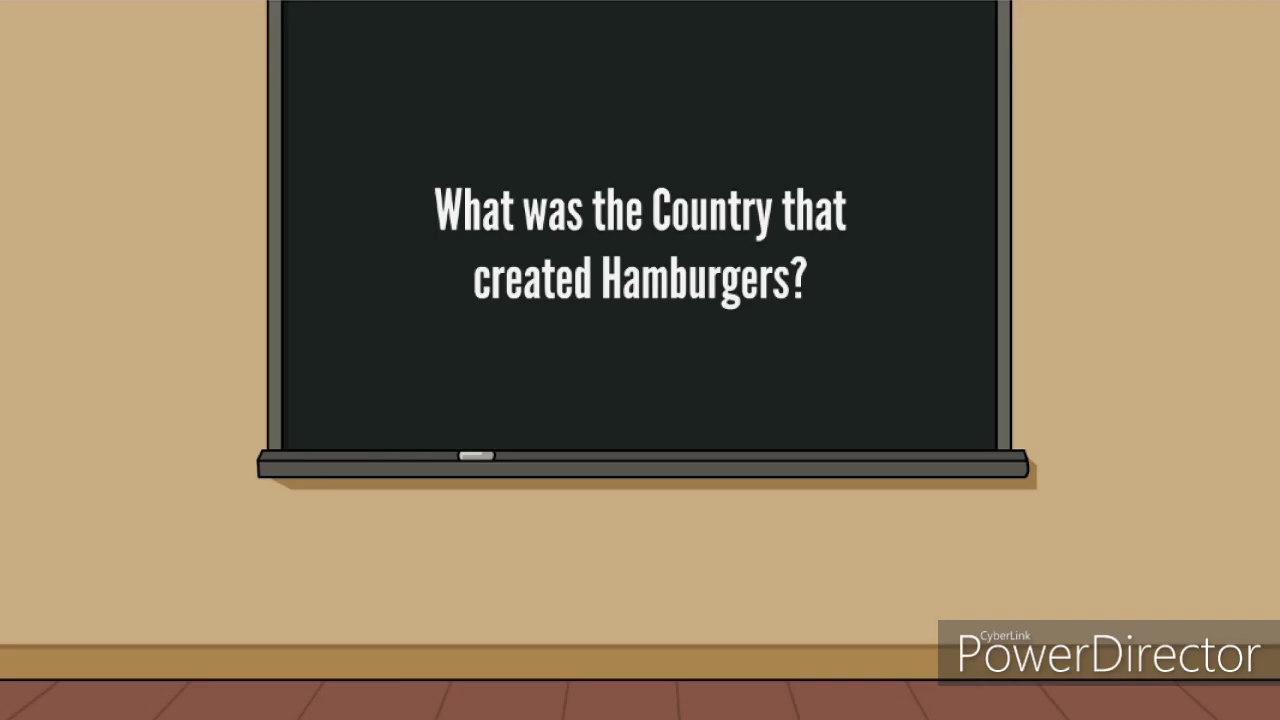 What was the Country that
created Hamburgers?
CyberLink
PowerDirector